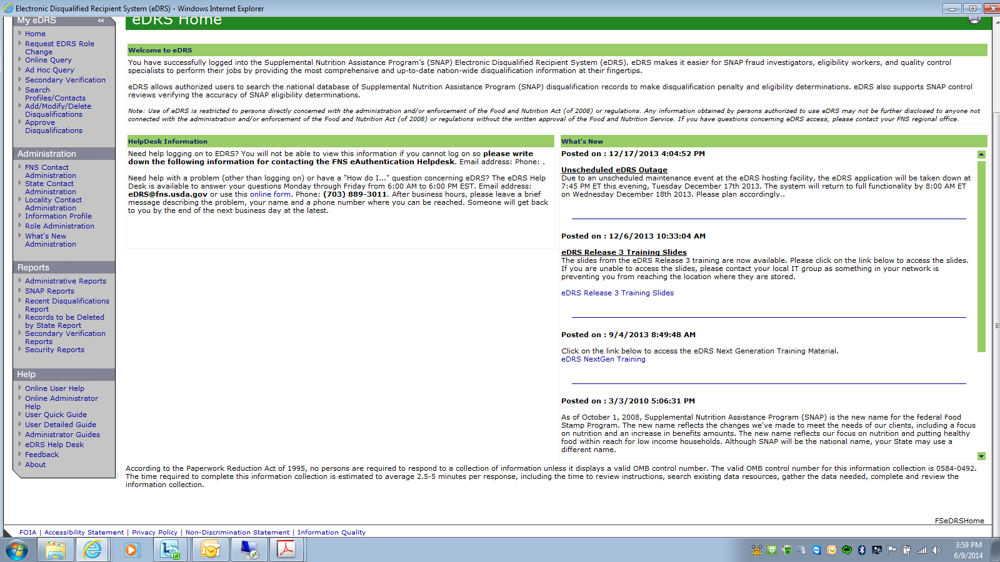 Electronic Disqualified Recipient System (eDRS) - Windows Internet Explorer
My eDRS «
Home
Request EDRS Role
Change
Online Query
Ad Hoc Query
Secondary Verification
Search
Profiles/Contacts
Add/Modify/Delete
Disqualifications
Approve
Disqualifications
Administration
FNS Contact
Administration
State Contact
Administration
Locality Contact
Administration
Information Profile
Role Administration
What's New
Administration
Reports
Administrative Reports
SNAP Reports
Recent Disqualifications
Report
Records to be Deleted
by State Report
Secondary Verification
Reports
Security Reports
Help
Online User Help
Online Administrator
Help
User Quick Guide
User Detailed Guide
Administrator Guides
eDRS Help Desk
Feedback
About
eDRS Home
Welcome to eDRS
You have successfully logged into the Supplemental Nutrition Assistance Program's (SNAP) Electronic Disqualified Recipient System (eDRS). eDRS makes it easier for SNAP fraud investigators, eligibility workers, and quality control
specialists to perform their jobs by providing the most comprehensive and up-to-date nation-wide disqualification information at their fingertips.
eDRS allows authorized users to search the national database of Supplemental Nutrition Assistance Program (SNAP) disqualification records to make disqualification penalty and eligibility determinations. eDRS also supports SNAP control
reviews verifying the accuracy of SNAP eligibility determinations.
Note: Use of eDRS is restricted to persons directly concerned with the administration and/or enforcement of the Food and Nutrition Act (of 2008) or regulations. Any information obtained by persons authorized to use eDRS may not be further disclosed to anyone not
connected with the administration and/or enforcement of the Food and Nutrition Act (of 2008) or regulations without the written approval of the Food and Nutrition Service. If you have questions concerning eDRS access, please contact your FNS regional office.
HelpDesk Information
Need help logging on to EDRS? You will not be able to view this information if you cannot log on so please write
down the following information for contacting the FNS eAuthentication Helpdesk. Email address: Phone: .
Need help with a problem (other than logging on) or have a "How do I..." question concerning eDRS? The eDRS Help
Desk is available to answer your questions Monday through Friday from 6:00 AM to 6:00 PM EST. Email address:
eDRS@fns.usda.gov or use this online form. Phone: (703) 889-3011. After business hours, please leave a brief
message describing the problem, your name and a phone number where you can be reached. Someone will get back
to you by the end of the next business day at the latest.
What's New
Posted on : 12/17/2013 4:04:52 PM
Unscheduled eDRS Outage
Due to an unscheduled maintenance event at the eDRS hosting facility, the eDRS application will be taken down at
7:45 PM ET this evening, Tuesday December 17th 2013. The system will return to full functionality by 8:00 AM ET
on Wednesday December 18th 2013. Please plan accordingly..
Posted on : 12/6/2013 10:33:04 AM
eDRS Release 3 Training Slides
The slides from the eDRS Release 3 training are now available. Please click on the link below to access the slides.
If you are unable to access the slides, please contact your local IT group as something in your network is
preventing you from reaching the location where they are stored.
eDRS Release 3 Training Slides
Posted on : 9/4/2013 8:49:48 AM
Click on the link below to access the eDRS Next Generation Training Material.
eDRS NextGen Training
Posted on : 3/3/2010 5:06:31 PM
As of October 1, 2008, Supplemental Nutrition Assistance Program (SNAP) is the new name for the federal Food
Stamp Program. The new name reflects the changes we've made to meet the needs of our clients, including a focus
on nutrition and an increase in benefits amounts. The new name reflects our focus on nutrition and putting healthy
food within reach for low income households. Although SNAP will be the national name, your State may use a
different name.
According to the Paperwork Reduction Act of 1995, no persons are required to respond to a collection of information unless it displays a valid OMB control number. The valid OMB control number for this information collection is 0584-0492.
The time required to complete this information collection is estimated to average 2.5-5 minutes per response, including the time to review instructions, search existing data resources, gather the data needed, complete and review the
information collection.
FSeDRSHome
FOIA | Accessibility Statement | Privacy Policy | Non-Discrimination Statement | Information Quality
3:59 PM
6/9/2014